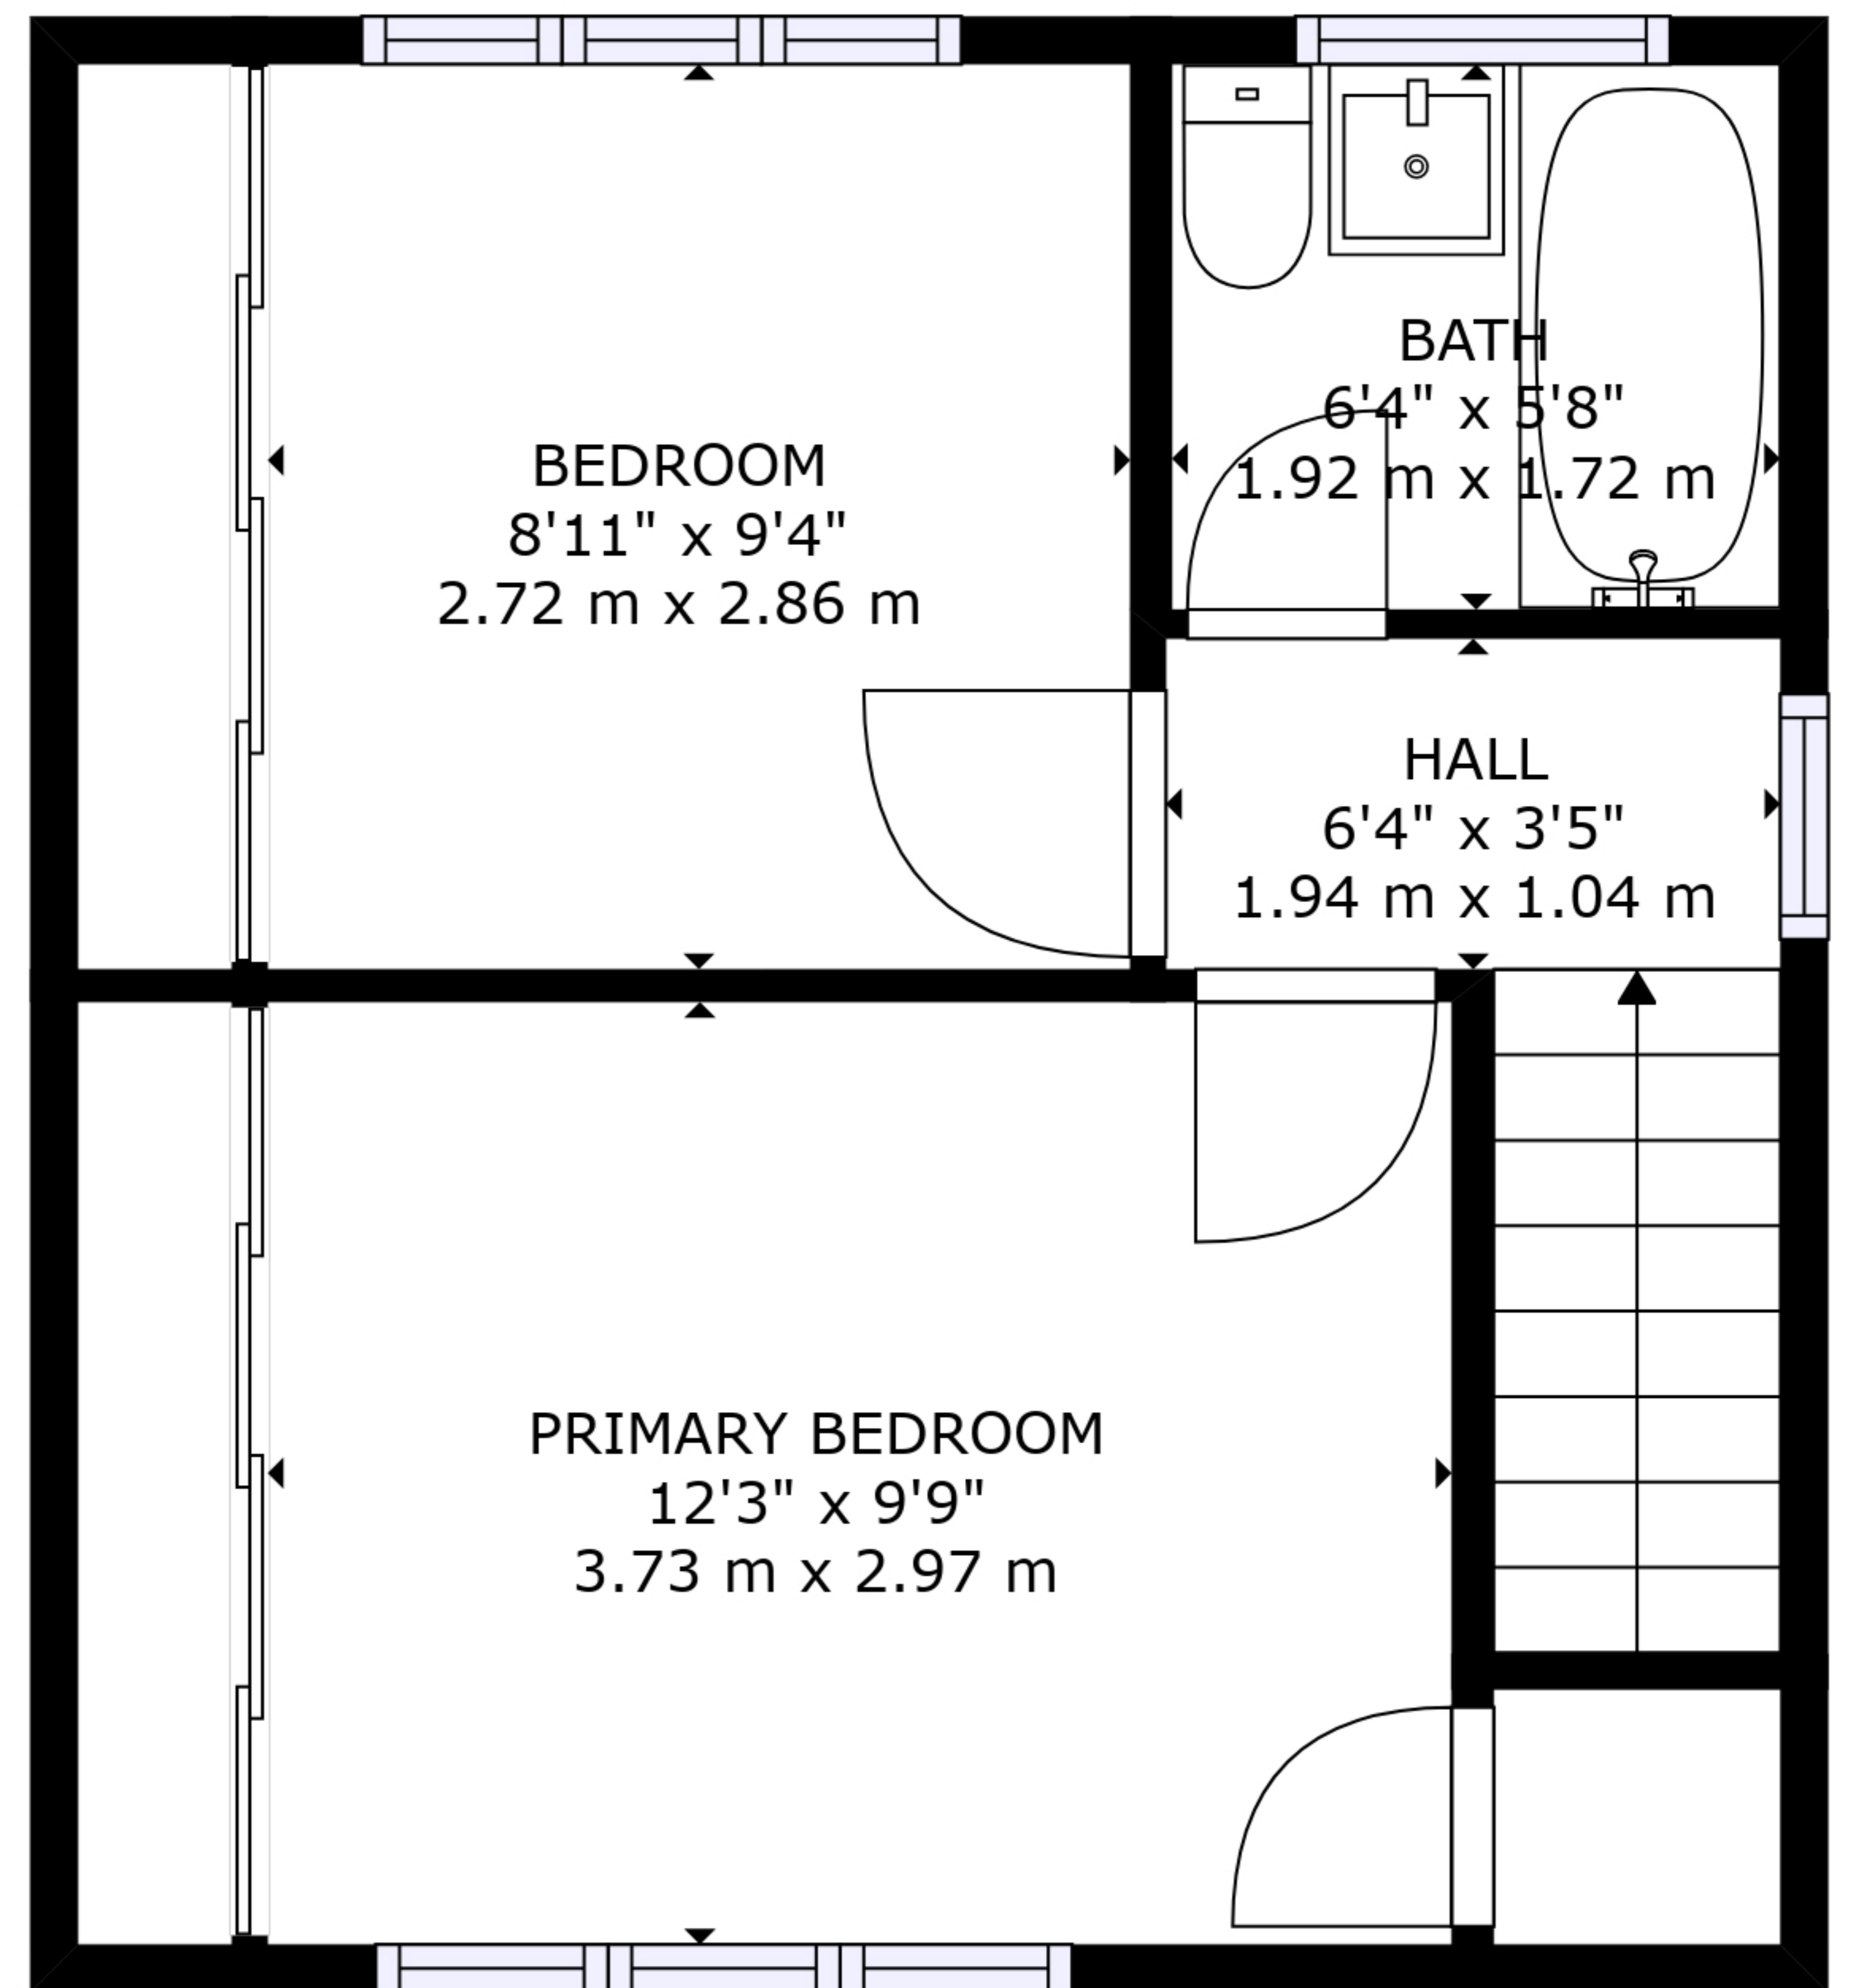 BATH
6'4" x 5'8"
1.92 m x 1.72 m
BEDROOM
8'11" x 9'4"
2.72 m x 2.86 m
HALL
6'4" x 3'5"
1.94 m x 1.04 m
PRIMARY BEDROOM
12'3" x 9'9"
3.73 m x 2.97 m